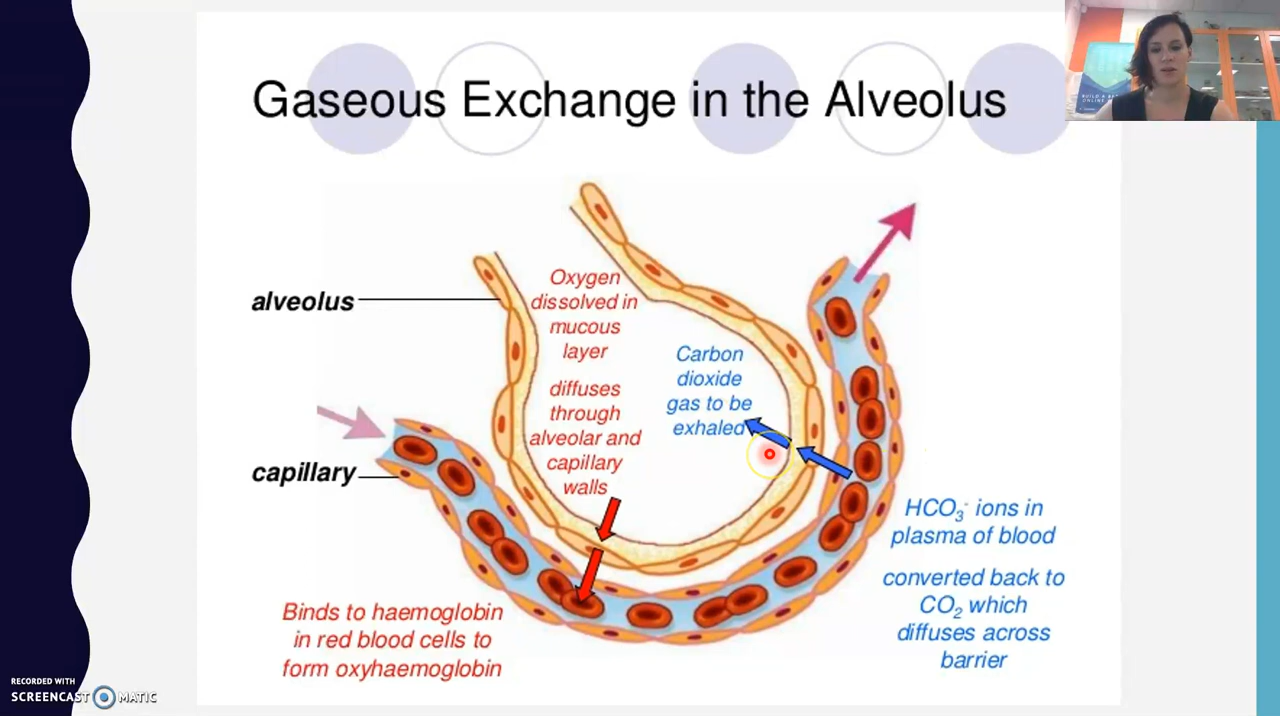 Gaseous Exchange in the Alveolus
alveolus
capillary
Oxygen
dissolved in
mucous
layer
diffuses
through
alveolar and
capillary
walls
Carbon
dioxide
gas to be
exhaled
HCO₃⁻ ions in
plasma of blood
converted back to
CO₂ which
diffuses across
barrier
Binds to haemoglobin
in red blood cells to
form oxyhaemoglobin
RECORDED WITH
SCREENCAST MATIC